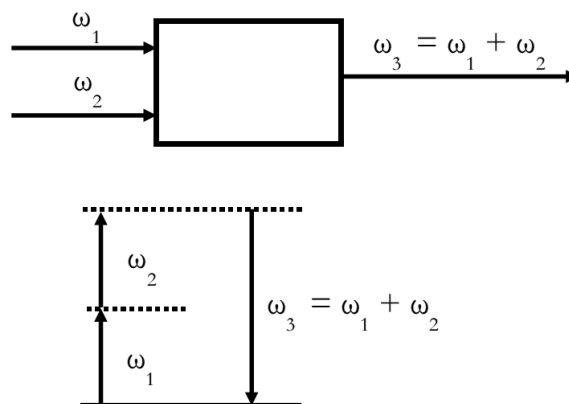 ω₁
ω₃ = ω₁ + ω₂
ω₂
ω₂
ω₃ = ω₁ + ω₂
ω₁